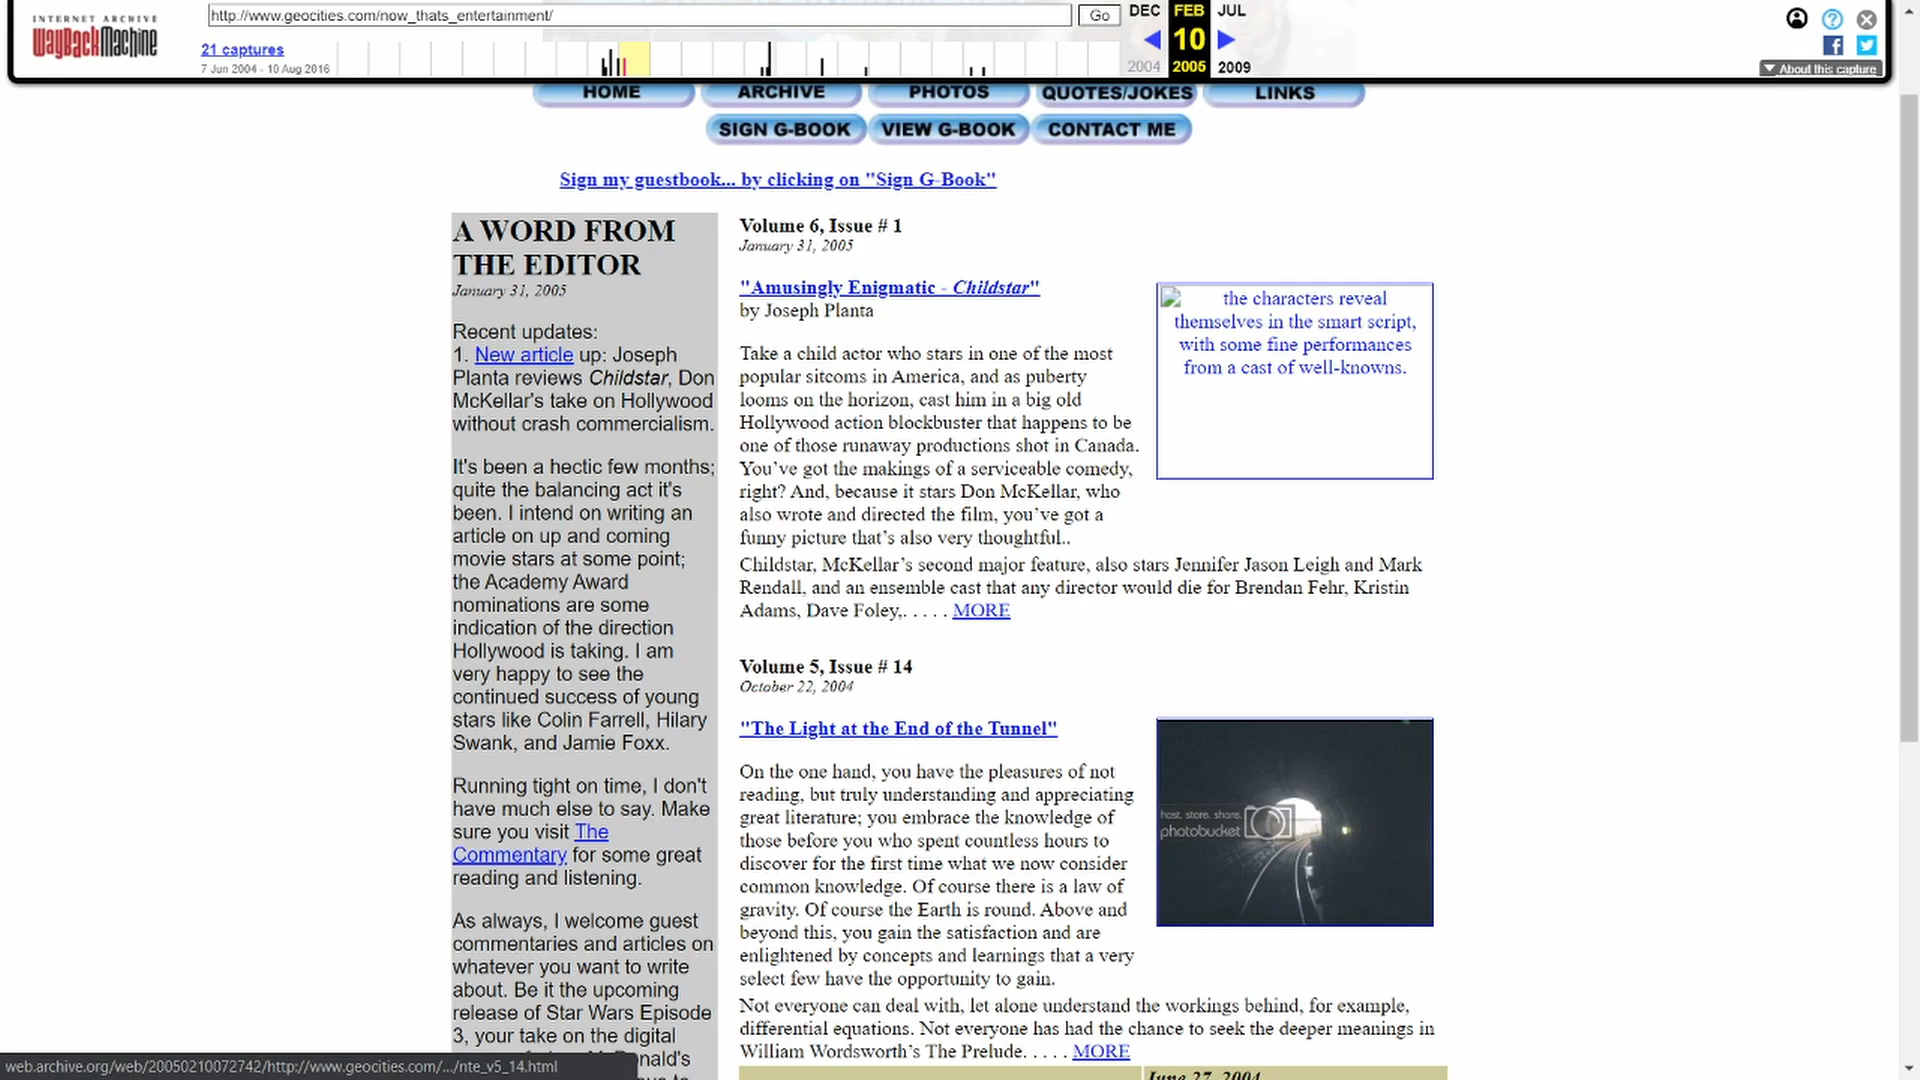 INTERNET ARCHIVE
WayBackMachine
http://www.geocities.com/now_thats_entertainment/
Go
DEC
FEB
JUL
21 captures
7 Jun 2004 - 10 Aug 2016
10
2004
2005
2009
About this capture
HOME
ARCHIVE
PHOTOS
QUOTES/JOKES
LINKS
SIGN G-BOOK
VIEW G-BOOK
CONTACT ME
Sign my guestbook... by clicking on "Sign G-Book"
A WORD FROM
THE EDITOR
January 31, 2005
Recent updates:
1. New article up: Joseph
Planta reviews Childstar, Don
McKellar's take on Hollywood
without crash commercialism.
It's been a hectic few months;
quite the balancing act it's
been. I intend on writing an
article on up and coming
movie stars at some point;
the Academy Award
nominations are some
indication of the direction
Hollywood is taking. I am
very happy to see the
continued success of young
stars like Colin Farrell, Hilary
Swank, and Jamie Foxx.
Running tight on time, I don't
have much else to say. Make
sure you visit The
Commentary for some great
reading and listening.
As always, I welcome guest
commentaries and articles on
whatever you want to write
about. Be it the upcoming
release of Star Wars Episode
3, your take on the digital
Volume 6, Issue # 1
January 31, 2005
"Amusingly Enigmatic - Childstar"
by Joseph Planta
Take a child actor who stars in one of the most
popular sitcoms in America, and as puberty
looms on the horizon, cast him in a big old
Hollywood action blockbuster that happens to be
one of those runaway productions shot in Canada.
You’ve got the makings of a serviceable comedy,
right? And, because it stars Don McKellar, who
also wrote and directed the film, you’ve got a
funny picture that’s also very thoughtful..
Childstar, McKellar’s second major feature, also stars Jennifer Jason Leigh and Mark
Rendall, and an ensemble cast that any director would die for Brendan Fehr, Kristin
Adams, Dave Foley,. . . . . MORE
the characters reveal
themselves in the smart script,
with some fine performances
from a cast of well-knowns.
Volume 5, Issue # 14
October 22, 2004
"The Light at the End of the Tunnel"
On the one hand, you have the pleasures of not
reading, but truly understanding and appreciating
great literature; you embrace the knowledge of
those before you who spent countless hours to
discover for the first time what we now consider
common knowledge. Of course there is a law of
gravity. Of course the Earth is round. Above and
beyond this, you gain the satisfaction and are
enlightened by concepts and learnings that a very
select few have the opportunity to gain.
Not everyone can deal with, let alone understand the workings behind, for example,
differential equations. Not everyone has had the chance to seek the deeper meanings in
William Wordsworth’s The Prelude. . . . . MORE
host. store. share.
photobucket
June 27, 2004
web.archive.org/web/20050210072742/http://www.geocities.com/.../nte_v5_14.html